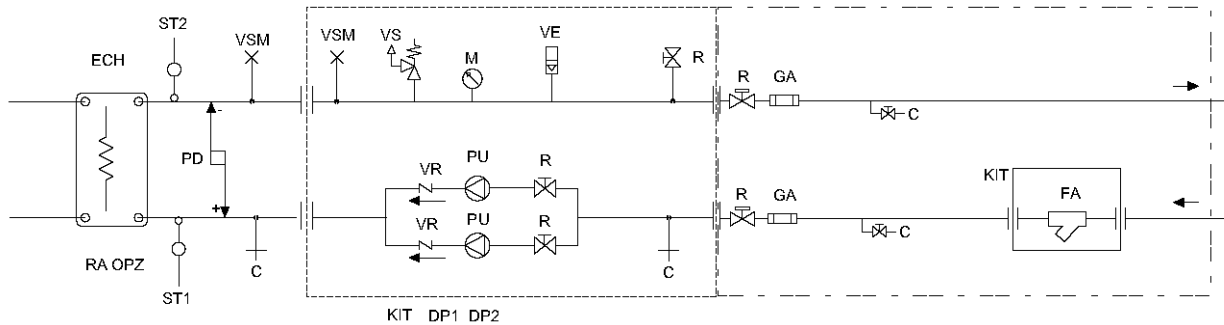 ST2
ECH
VSM
VSM
VS
M
VE
R
R
GA
C
-
PD
+
VR
PU
R
VR
PU
R
R
GA
C
KIT
FA
C
C
RA OPZ
ST1
KIT DP1 DP2